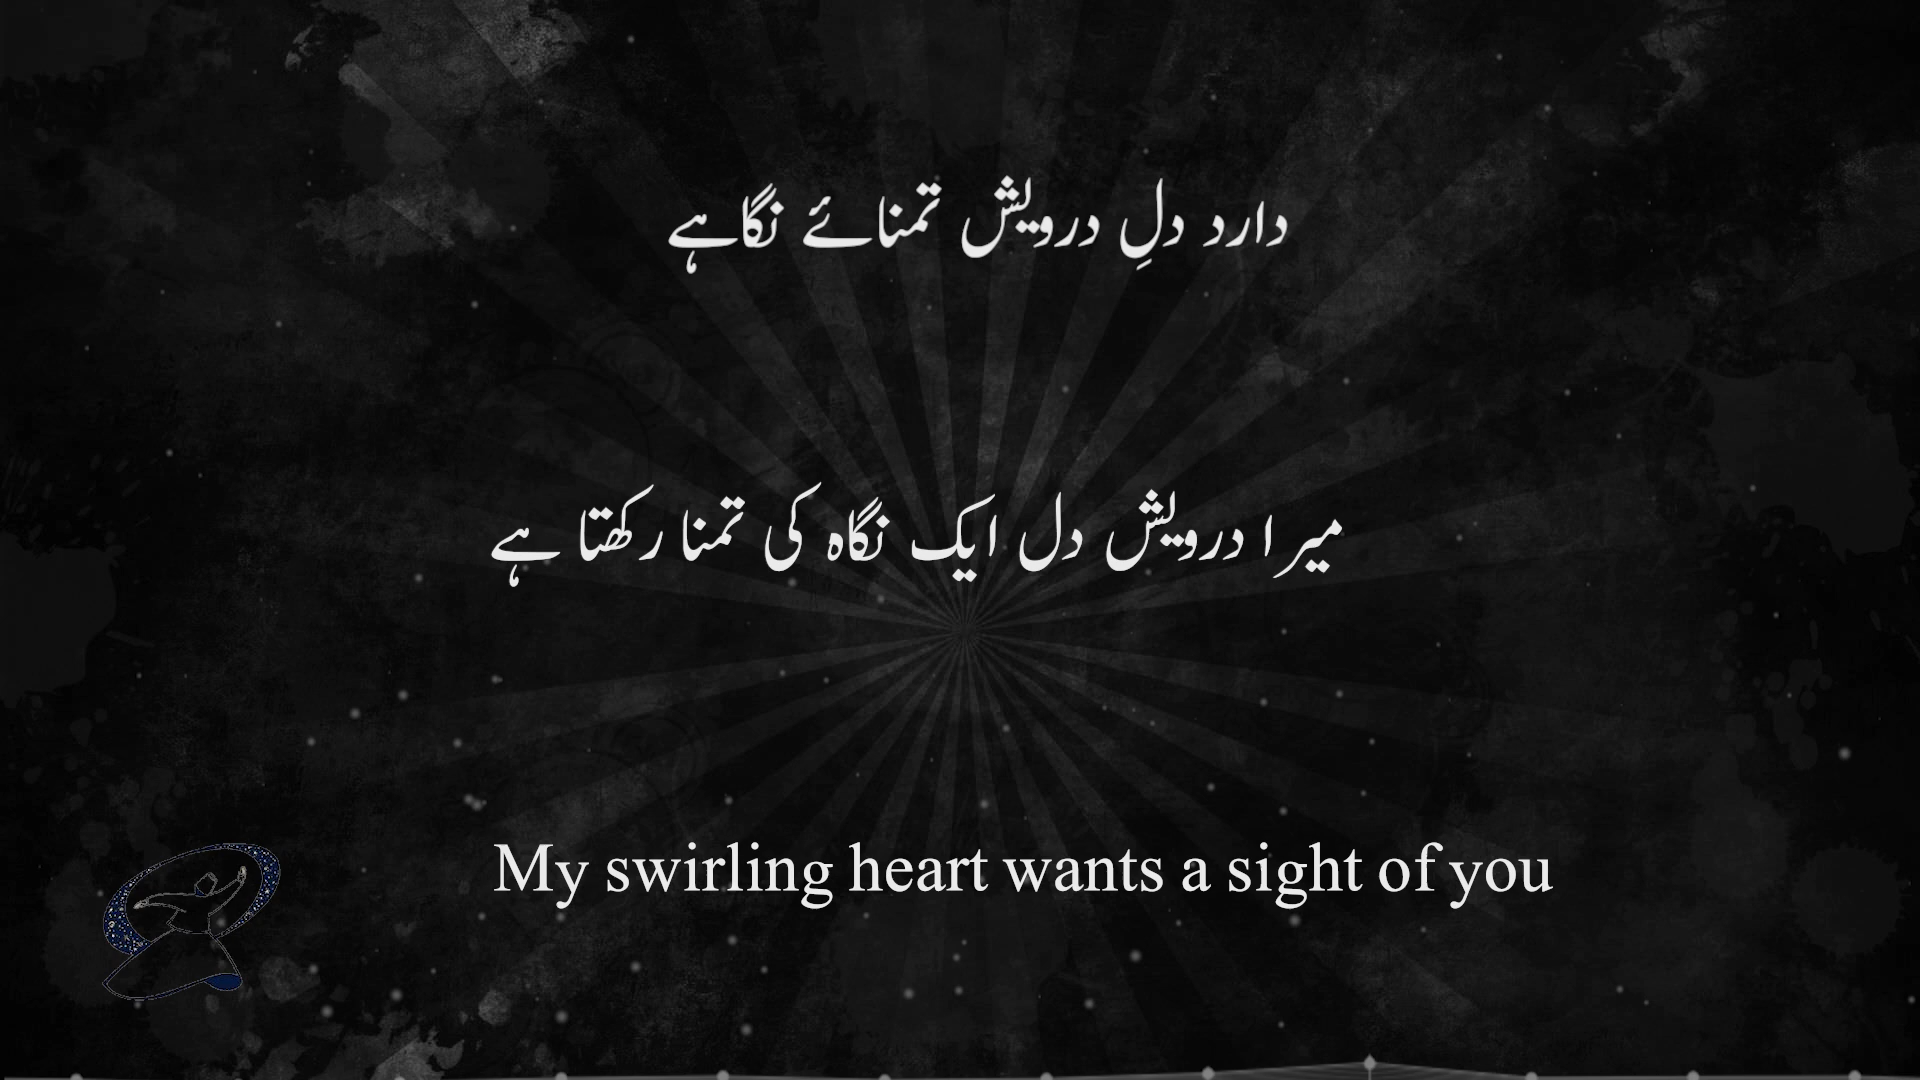 دارد دلِ درویش تمنائے نگاہے
میرا درویش دل ایک نگاہ کی تمنا رکھتا ہے
My swirling heart wants a sight of you